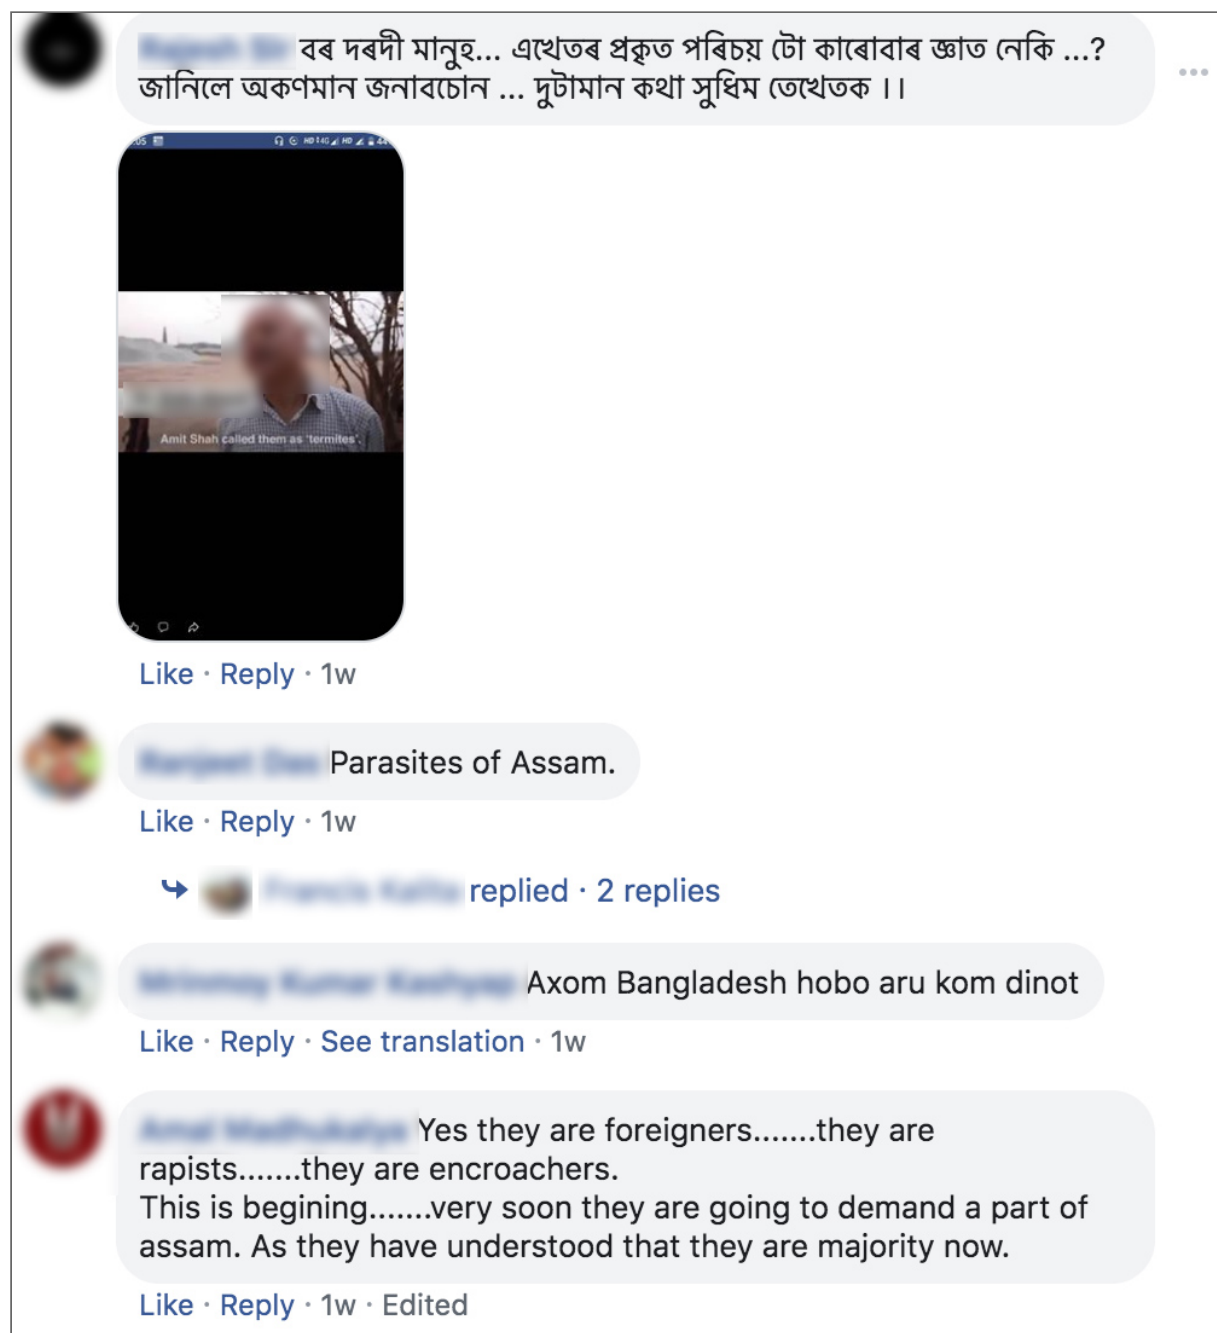 বৰ দৰদী মানুহ... এখেতৰ প্ৰকৃত পৰিচয় টো কাৰোবাৰ জ্ঞাত নেকি ...?
জানিলে অকণমান জনাবচোন ... দুটামান কথা সুধিম তেখেতক ।।
HD 4G HD 44
Amit Shah called them as 'termites'.
Like · Reply · 1w
Parasites of Assam.
Like · Reply · 1w
replied · 2 replies
Axom Bangladesh hobo aru kom dinot
Like · Reply · See translation · 1w
Yes they are foreigners.......they are
rapists.......they are encroachers.
This is begining.......very soon they are going to demand a part of
assam. As they have understood that they are majority now.
Like · Reply · 1w · Edited